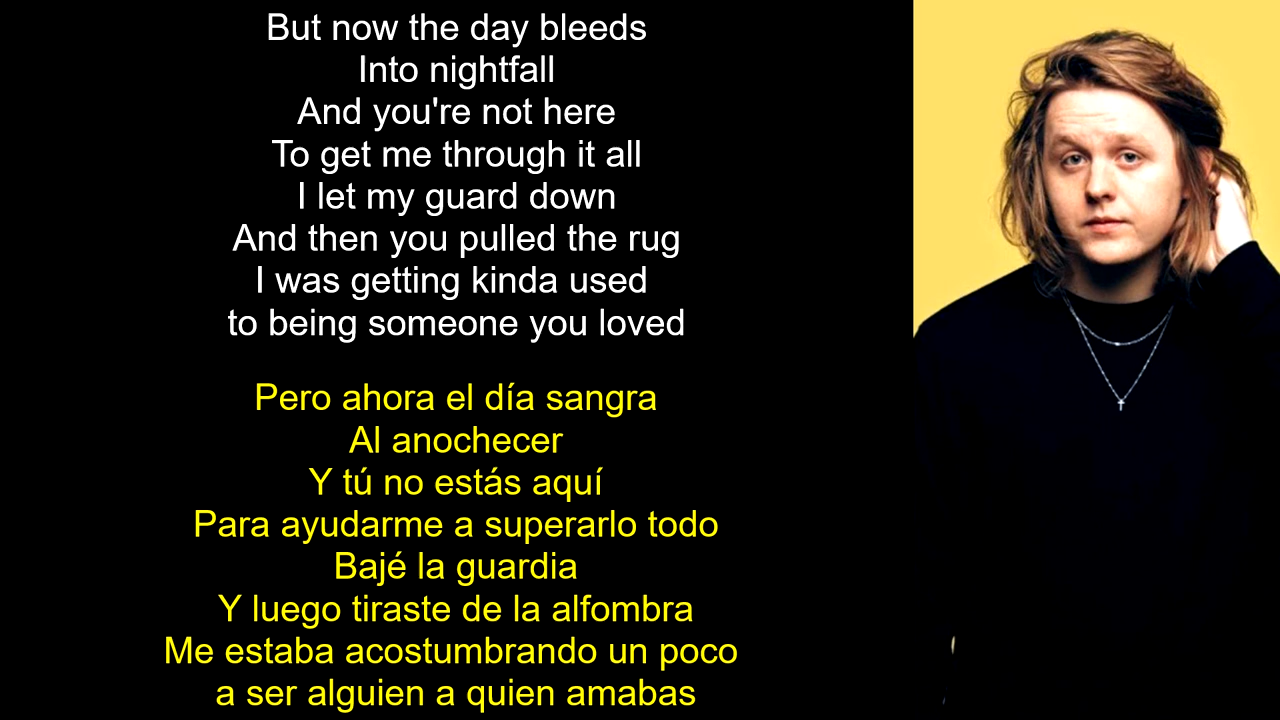 But now the day bleeds
Into nightfall
And you're not here
To get me through it all
I let my guard down
And then you pulled the rug
I was getting kinda used
to being someone you loved
Pero ahora el día sangra
Al anochecer
Y tú no estás aquí
Para ayudarme a superarlo todo
Bajé la guardia
Y luego tiraste de la alfombra
Me estaba acostumbrando un poco
a ser alguien a quien amabas